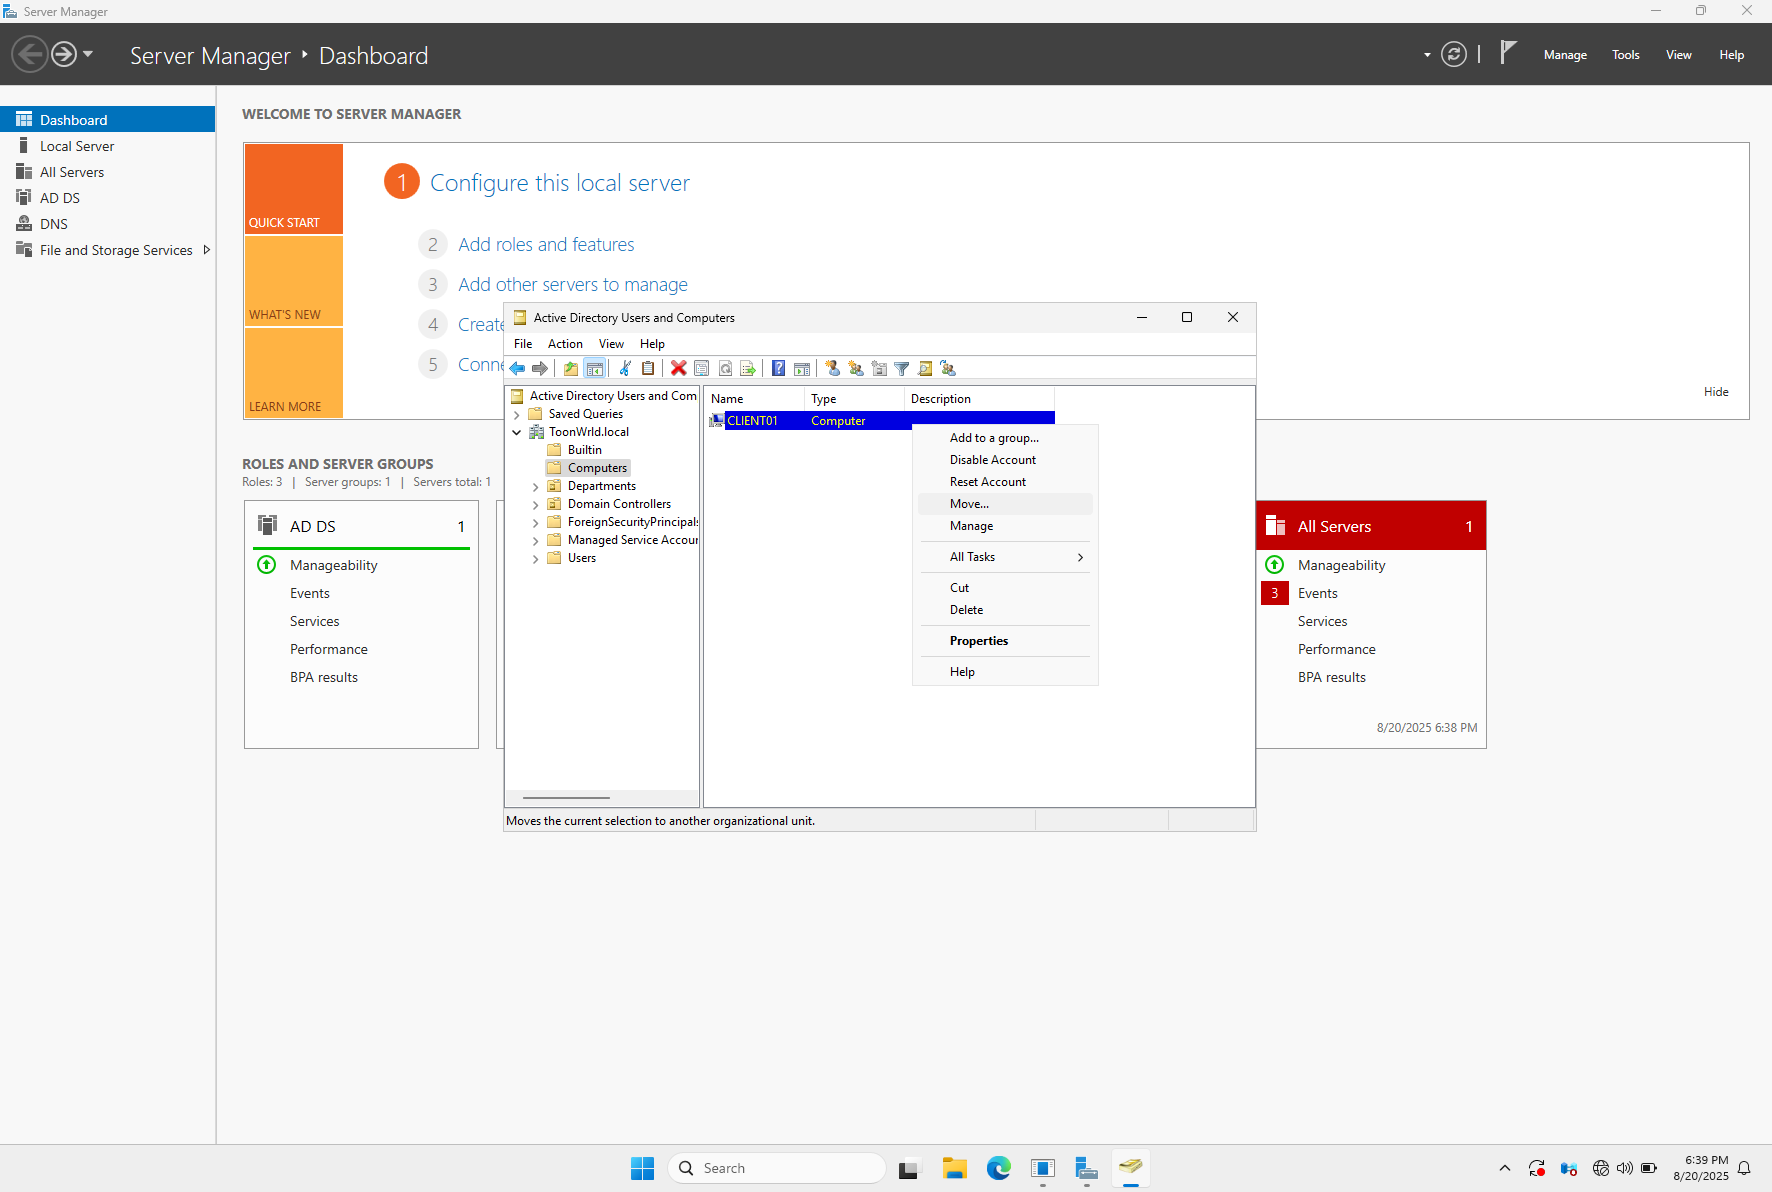 Server Manager
Server Manager ‣ Dashboard
Manage Tools View Help
Dashboard
Local Server
All Servers
AD DS
DNS
File and Storage Services
WELCOME TO SERVER MANAGER
QUICK START
WHAT'S NEW
LEARN MORE
1 Configure this local server
2 Add roles and features
3 Add other servers to manage
4 Create
5 Conne
Hide
ROLES AND SERVER GROUPS
Roles: 3 | Server groups: 1 | Servers total: 1
AD DS 1
Manageability
Events
Services
Performance
BPA results
Active Directory Users and Computers
File Action View Help
Active Directory Users and Com
Saved Queries
ToonWrld.local
Builtin
Computers
Departments
Domain Controllers
ForeignSecurityPrincipals
Managed Service Accour
Users
Name Type Description
CLIENT01 Computer
Add to a group...
Disable Account
Reset Account
Move...
Manage
All Tasks
Cut
Delete
Properties
Help
Moves the current selection to another organizational unit.
All Servers 1
Manageability
3 Events
Services
Performance
BPA results
8/20/2025 6:38 PM
Search
6:39 PM
8/20/2025